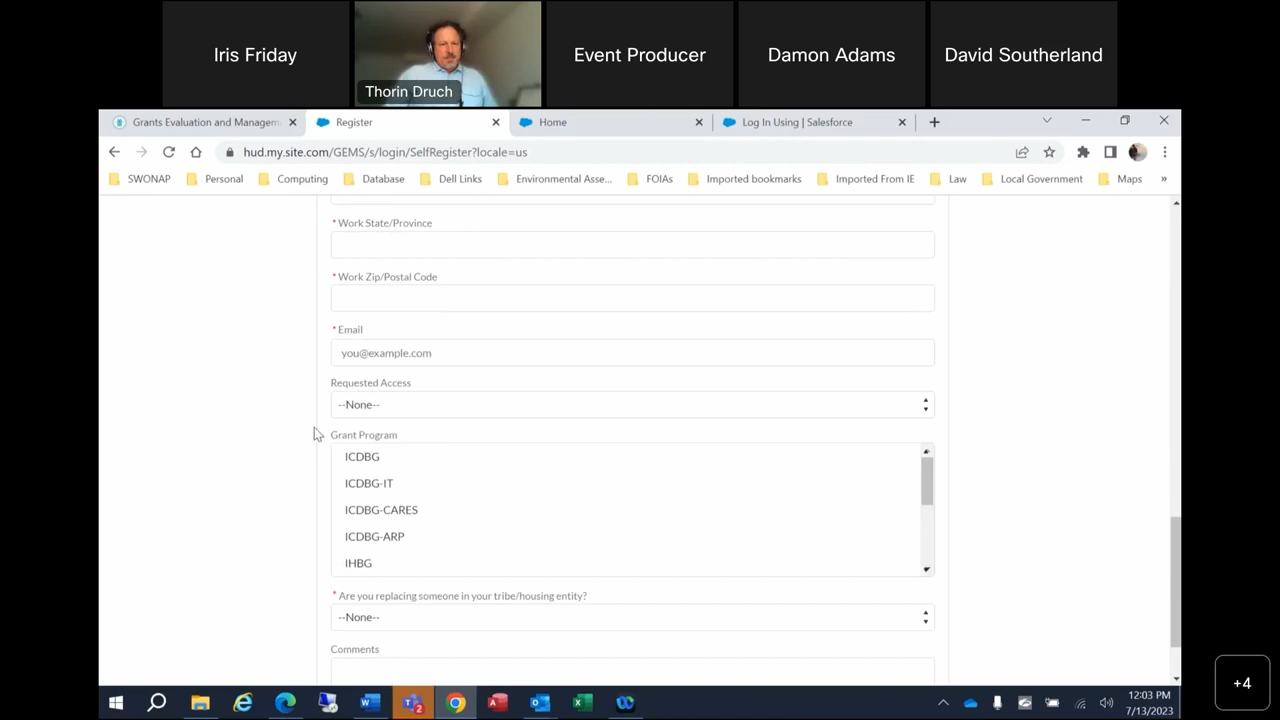 Iris Friday
Thorin Druch
Event Producer
Damon Adams
David Southerland
Grants Evaluation and Managem
Register
Home
Log In Using | Salesforce
hud.my.site.com/GEMS/s/login/SelfRegister?locale=us
SWONAP
Personal
Computing
Database
Dell Links
Environmental Asse...
FOIAs
Imported bookmarks
Imported From IE
Law
Local Government
Maps
»
* Work State/Province
* Work Zip/Postal Code
* Email
you@example.com
Requested Access
--None--
Grant Program
ICDBG
ICDBG-IT
ICDBG-CARES
ICDBG-ARP
IHBG
* Are you replacing someone in your tribe/housing entity?
--None--
Comments
12:03 PM
7/13/2023
+4